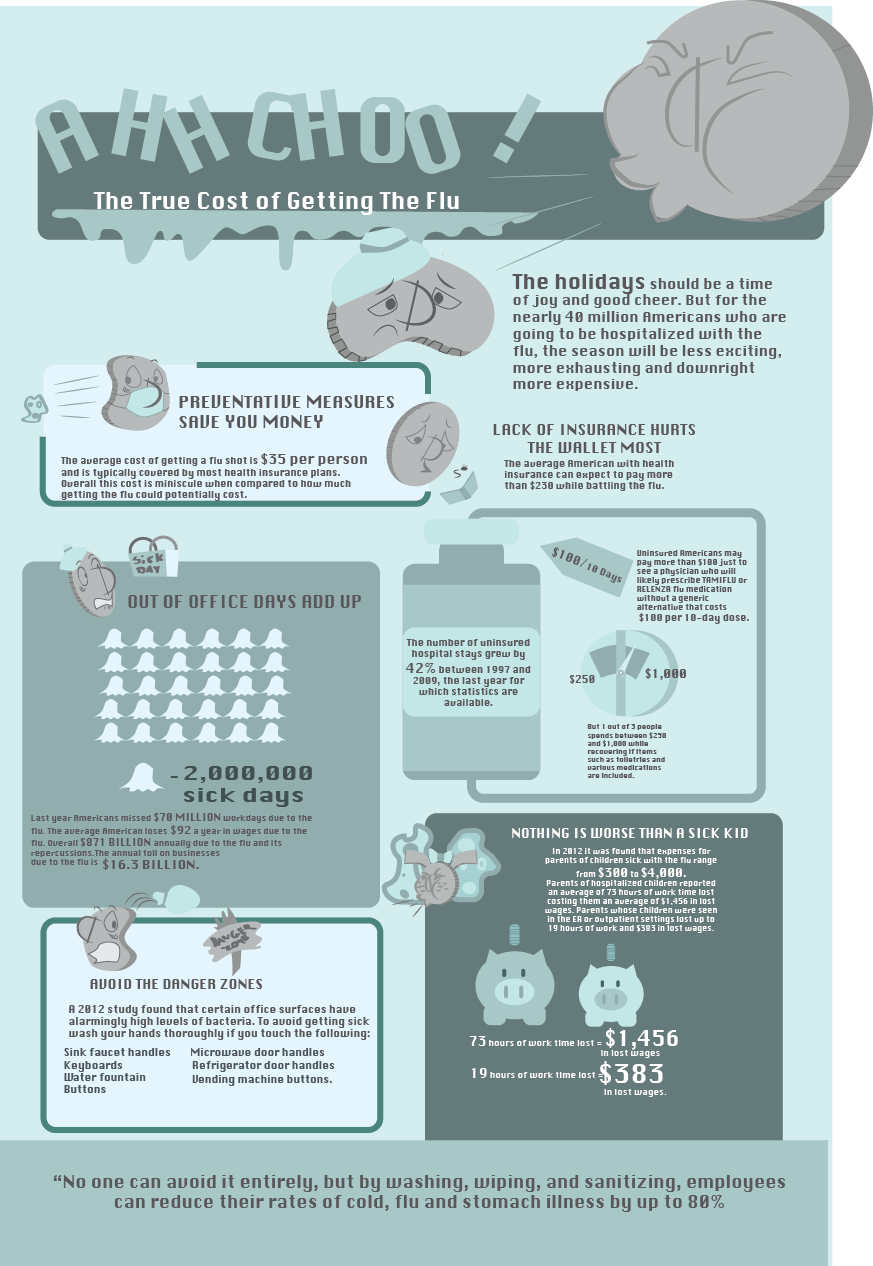 AHH CHOO !
The True Cost of Getting The Flu
The holidays should be a time
of joy and good cheer. But for the
nearly 40 million Americans who are
going to be hospitalized with the
flu, the season will be less exciting,
more exhausting and downright
more expensive.
PREVENTATIVE MEASURES
SAVE YOU MONEY
The average cost of getting a flu shot is $35 per person
and is typically covered by most health insurance plans.
Overall this cost is miniscule when compared to how much
getting the flu could potentially cost.
LACK OF INSURANCE HURTS
THE WALLET MOST
The average American with health
insurance can expect to pay more
than $230 while battling the flu.
$100/10 Days
Uninsured Americans may
pay more than $100 just to
see a physician who will
likely prescribe TAMIFLU or
RELENZA flu medication
without a generic
alternative that costs
$100 per 10-day dose.
The number of uninsured
hospital stays grew by
42% between 1997 and
2009, the last year for
which statistics are
available.
$250
$1,000
But 1 out of 3 people
spends between $250
and $1,000 while
recovering if items
such as toiletries and
various medications
are included.
SICK
DAY
OUT OF OFFICE DAYS ADD UP
- 2,000,000
sick days
Last year Americans missed $70 MILLION workdays due to the
flu. The average American loses $92 a year in wages due to the
flu. Overall $871 BILLION annually due to the flu and its
repercussions.The annual toll on businesses
due to the flu is $16.3 BILLION.
NOTHING IS WORSE THAN A SICK KID
In 2012 it was found that expenses for
parents of children sick with the flu range
from $300 to $4,000.
Parents of hospitalized children reported
an average of 73 hours of work time lost
costing them an average of $1,456 in lost
wages. Parents whose children were seen
in the ER or outpatient settings lost up to
19 hours of work and $383 in lost wages.
73 hours of work time lost = $1,456
in lost wages
19 hours of work time lost = $383
in lost wages.
DANGER
ZONE
AVOID THE DANGER ZONES
A 2012 study found that certain office surfaces have
alarmingly high levels of bacteria. To avoid getting sick
wash your hands thoroughly if you touch the following:
Sink faucet handles
Keyboards
Water fountain
Buttons
Microwave door handles
Refrigerator door handles
Vending machine buttons.
“No one can avoid it entirely, but by washing, wiping, and sanitizing, employees
can reduce their rates of cold, flu and stomach illness by up to 80%